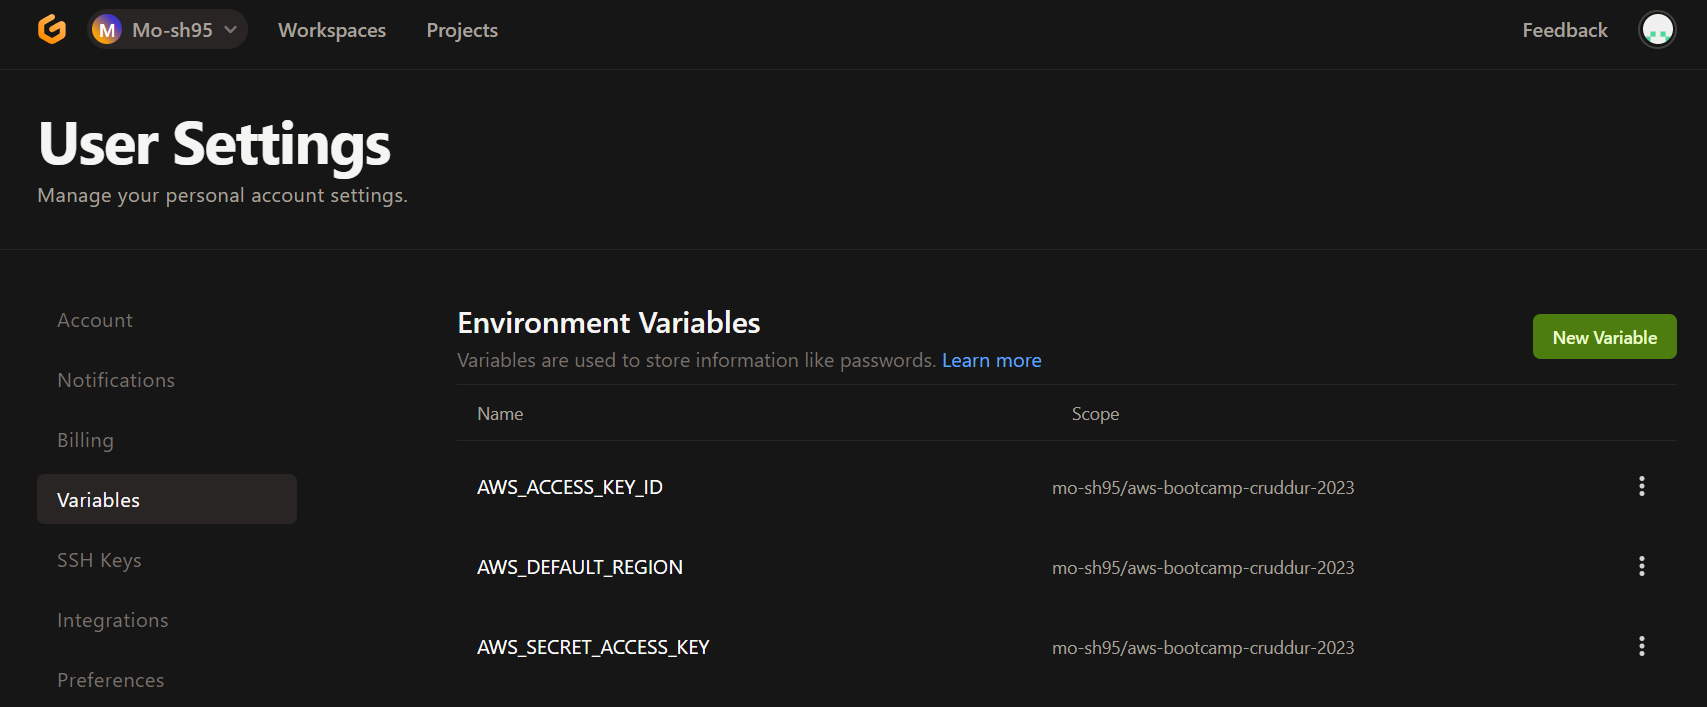 M Mo-sh95 Workspaces Projects Feedback
User Settings
Manage your personal account settings.
Account
Notifications
Billing
Variables
SSH Keys
Integrations
Preferences
Environment Variables
Variables are used to store information like passwords. Learn more
New Variable
Name Scope
AWS_ACCESS_KEY_ID mo-sh95/aws-bootcamp-cruddur-2023
AWS_DEFAULT_REGION mo-sh95/aws-bootcamp-cruddur-2023
AWS_SECRET_ACCESS_KEY mo-sh95/aws-bootcamp-cruddur-2023